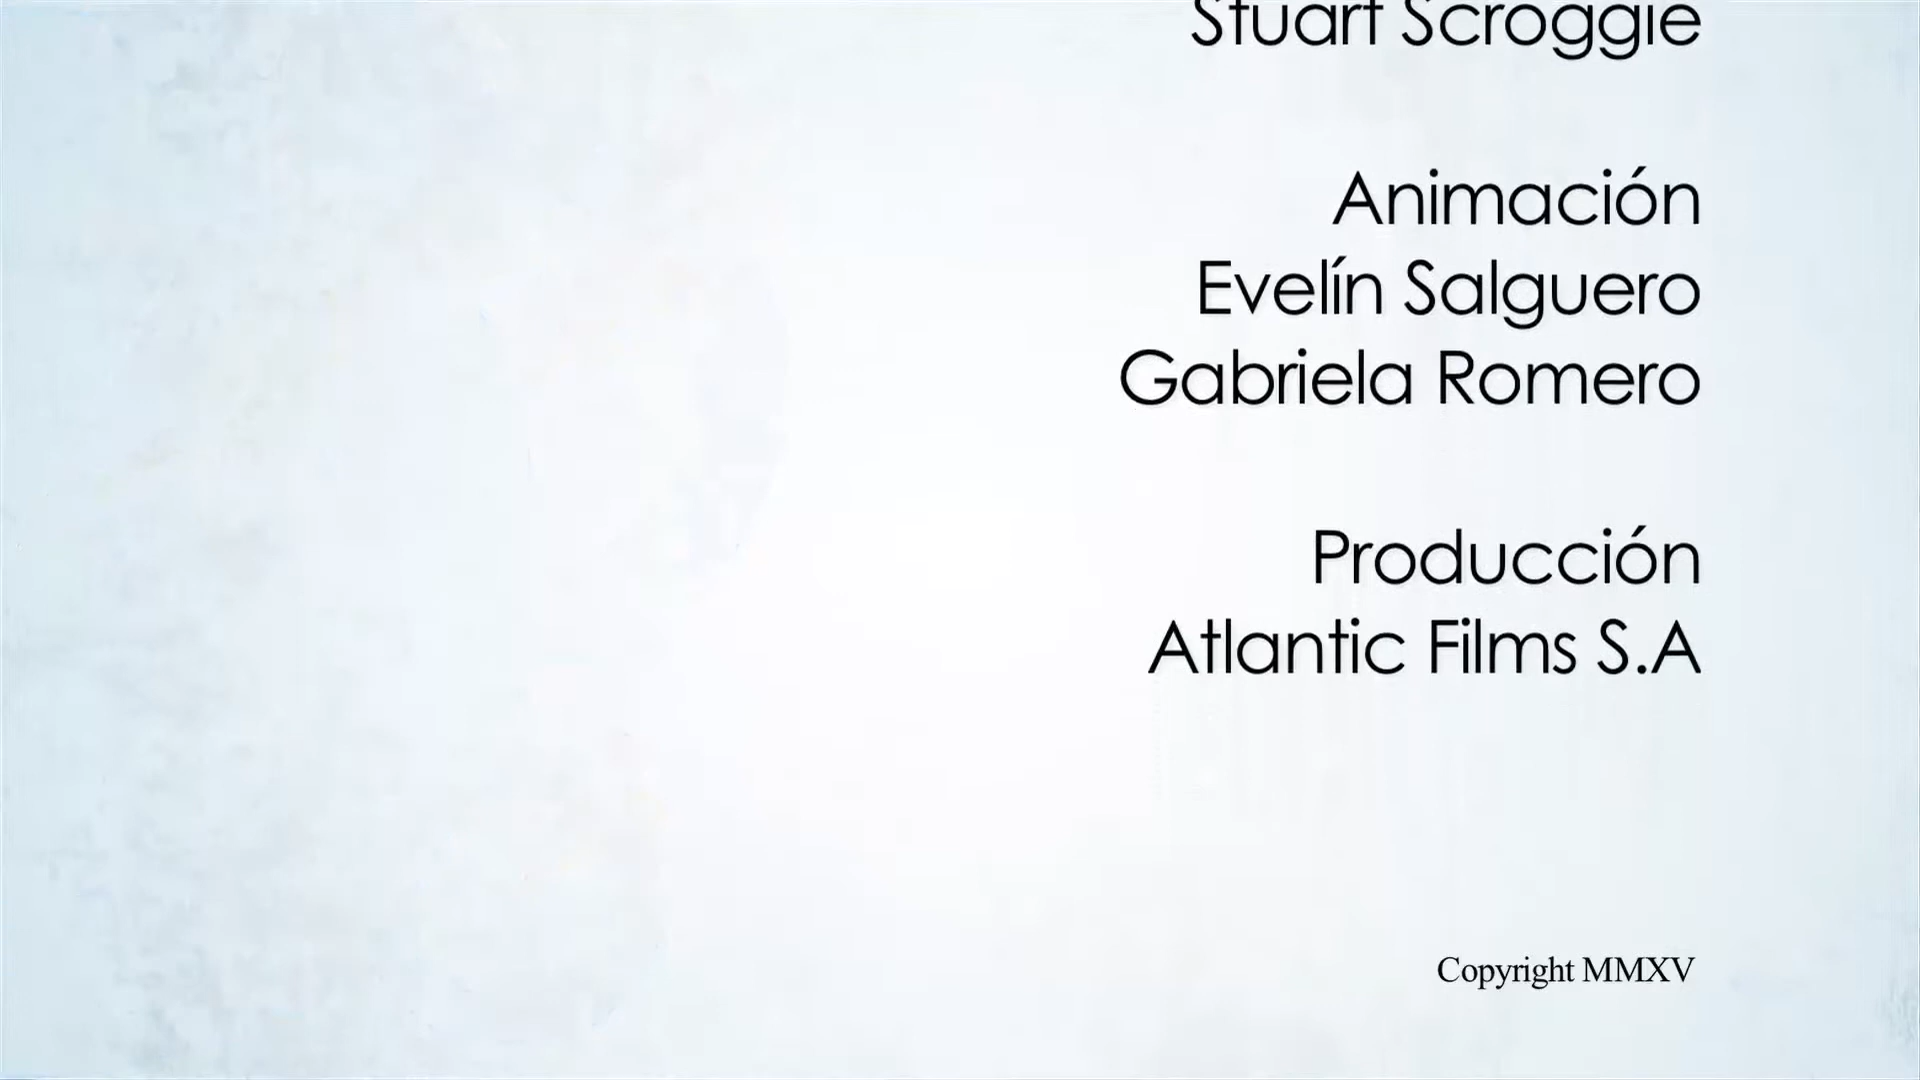 Stuart Scroggie
Animación
Evelín Salguero
Gabriela Romero
Producción
Atlantic Films S.A
Copyright MMXV